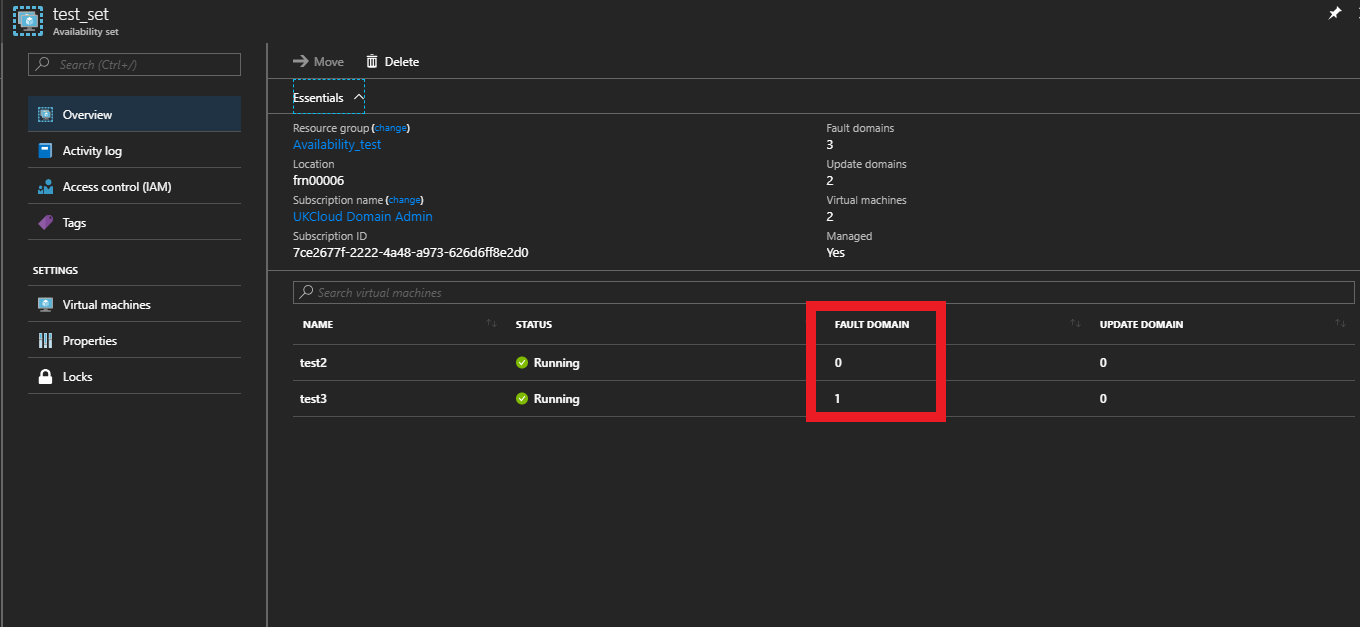 test_set
Availability set
Search (Ctrl+/)
Overview
Activity log
Access control (IAM)
Tags
SETTINGS
Virtual machines
Properties
Locks
Move Delete
Essentials
Resource group (change)
Availability_test
Location
frn00006
Subscription name (change)
UKCloud Domain Admin
Subscription ID
7ce2677f-2222-4a48-a973-626d6ff8e2d0
Fault domains
3
Update domains
2
Virtual machines
2
Managed
Yes
Search virtual machines
NAME STATUS FAULT DOMAIN UPDATE DOMAIN
test2 Running 0 0
test3 Running 1 0